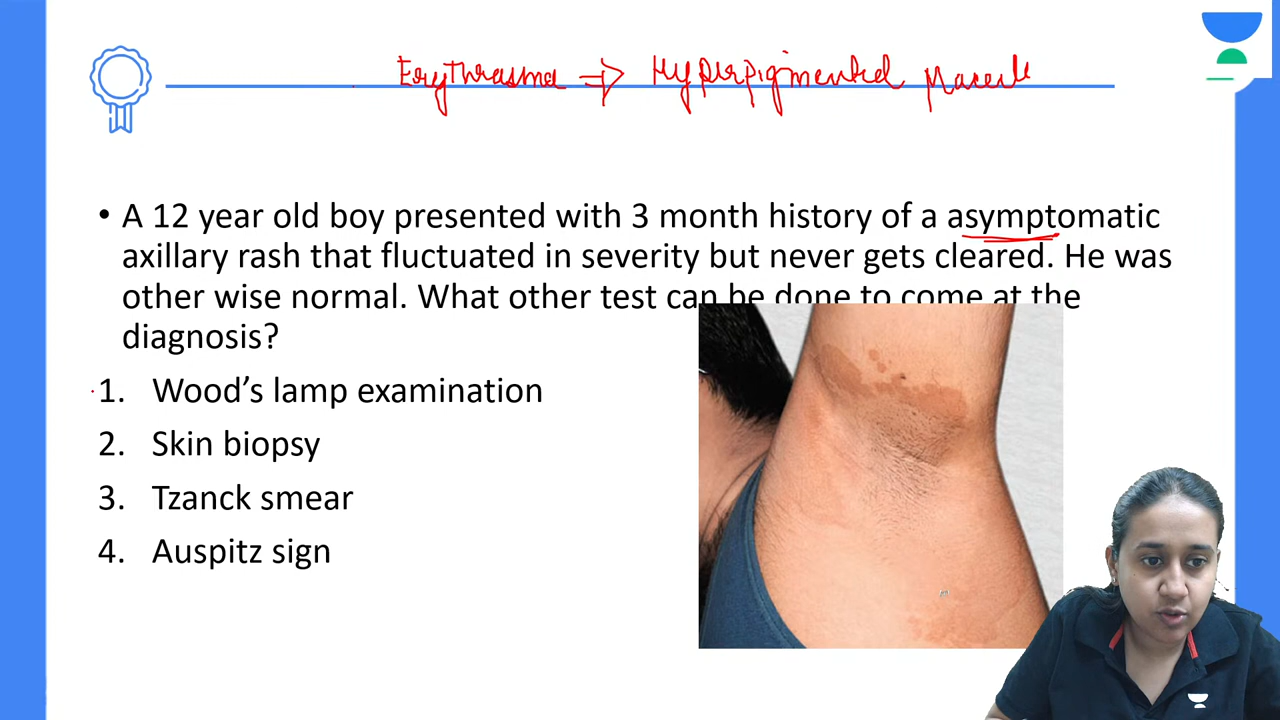 Erythrasma → Hyperpigmented macule
• A 12 year old boy presented with 3 month history of a asymptomatic
axillary rash that fluctuated in severity but never gets cleared. He was
other wise normal. What other test can be done to come at the
diagnosis?
1. Wood’s lamp examination
2. Skin biopsy
3. Tzanck smear
4. Auspitz sign